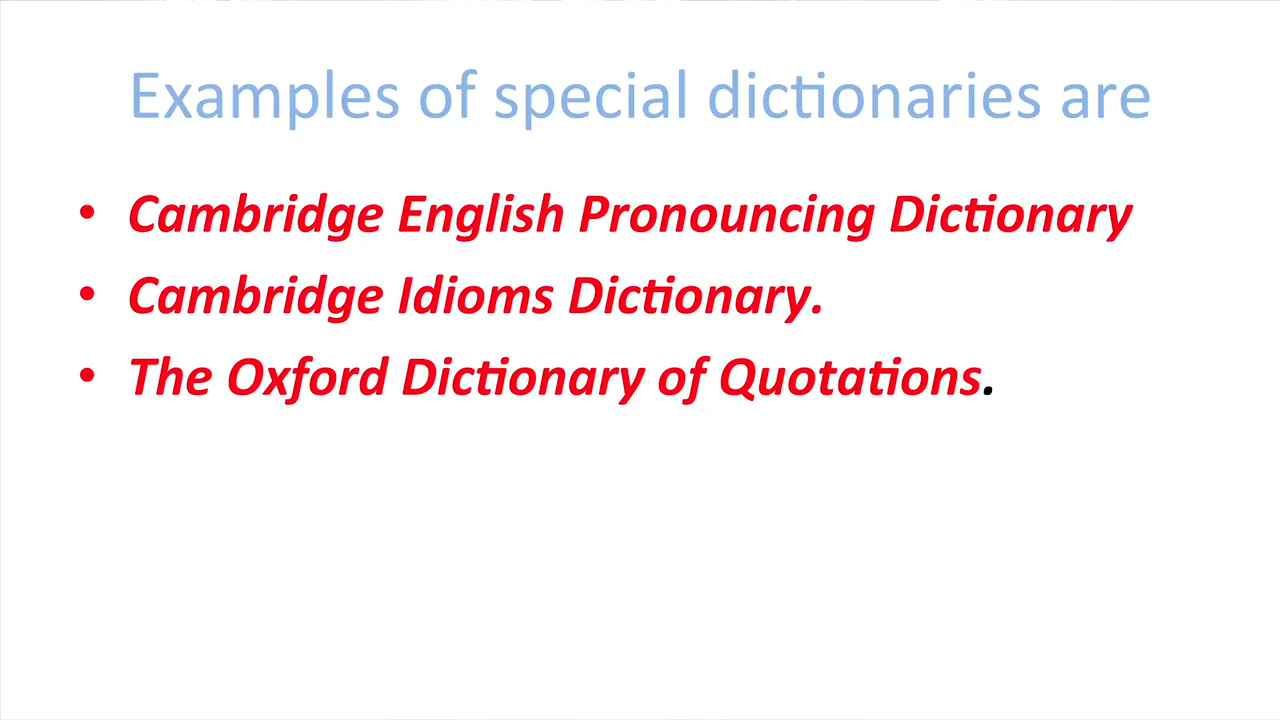 Examples of special dictionaries are
• Cambridge English Pronouncing Dictionary
• Cambridge Idioms Dictionary.
• The Oxford Dictionary of Quotations.